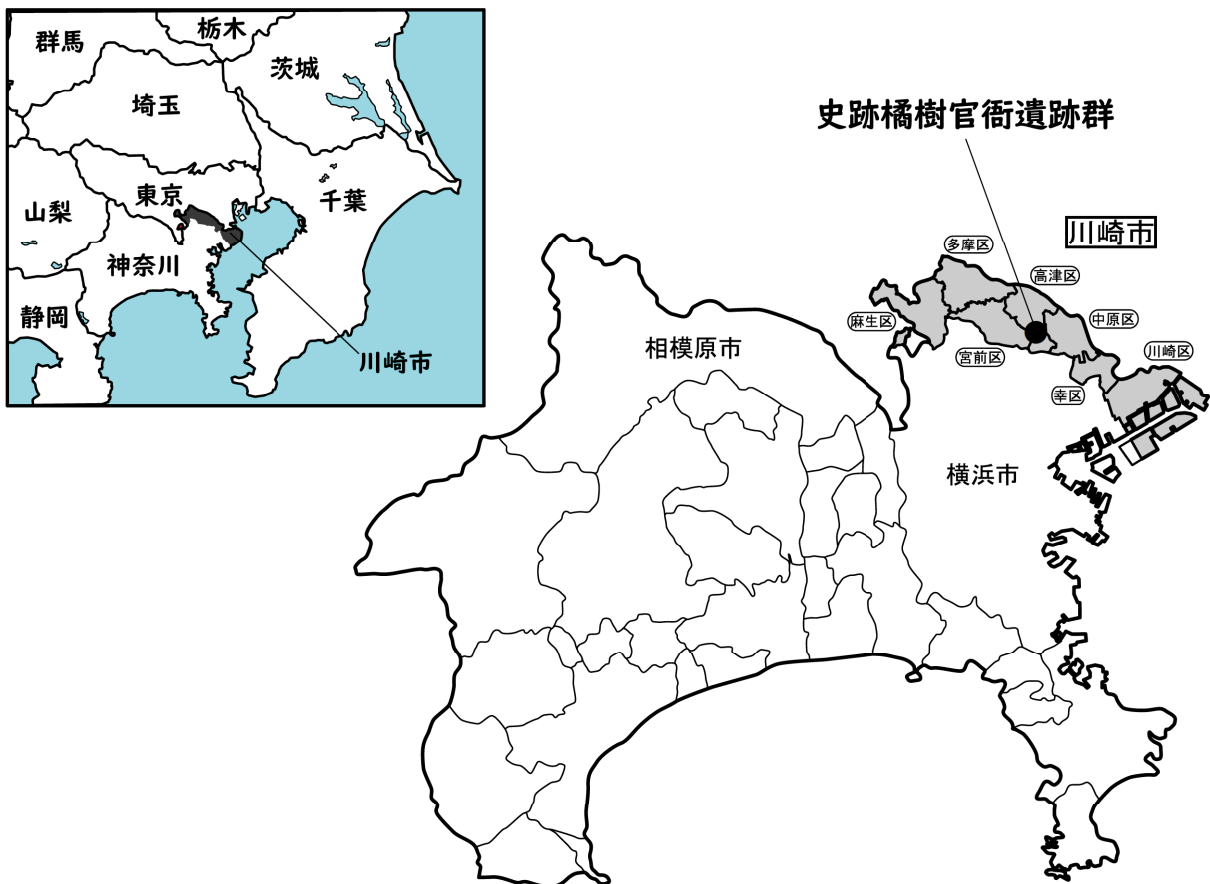 群馬
栃木
茨城
埼玉
東京
山梨
千葉
神奈川
静岡
川崎市
史跡橘樹官衙遺跡群
川崎市
多摩区
高津区
麻生区
中原区
宮前区
川崎区
幸区
相模原市
横浜市